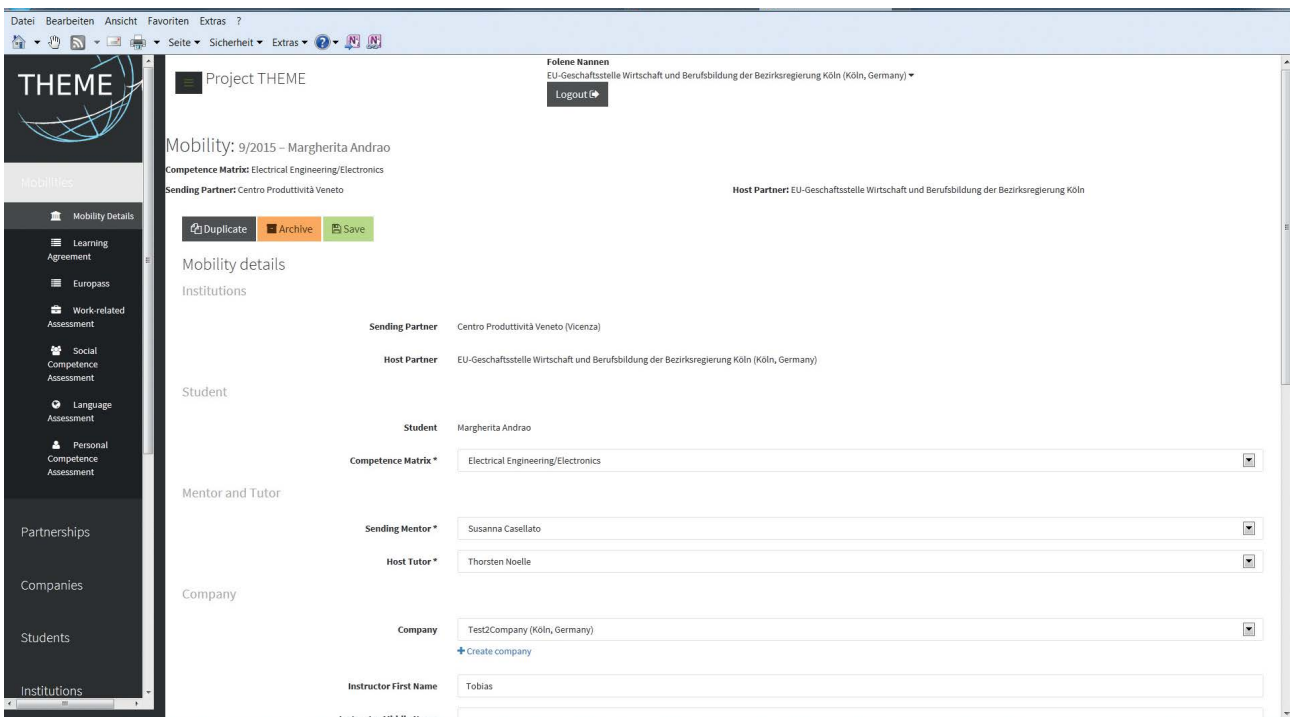 Datei Bearbeiten Ansicht Favoriten Extras ?
Seite Sicherheit Extras
THEME
Project THEME
Folene Nannen
EU-Geschaftsstelle Wirtschaft und Berufsbildung der Bezirksregierung Köln (Köln, Germany)
Logout
Mobilities
Mobility Details
Learning
Agreement
Europass
Work-related
Assessment
Social
Competence
Assessment
Language
Assessment
Personal
Competence
Assessment
Partnerships
Companies
Students
Institutions
Mobility: 9/2015 – Margherita Andrao
Competence Matrix: Electrical Engineering/Electronics
Sending Partner: Centro Produttività Veneto
Host Partner: EU-Geschaftsstelle Wirtschaft und Berufsbildung der Bezirksregierung Köln
Duplicate Archive Save
Mobility details
Institutions
Sending Partner Centro Produttività Veneto (Vicenza)
Host Partner EU-Geschaftsstelle Wirtschaft und Berufsbildung der Bezirksregierung Köln (Köln, Germany)
Student
Student Margherita Andrao
Competence Matrix * Electrical Engineering/Electronics
Mentor and Tutor
Sending Mentor * Susanna Casellato
Host Tutor * Thorsten Noelle
Company
Company Test2Company (Köln, Germany)
Create company
Instructor First Name Tobias